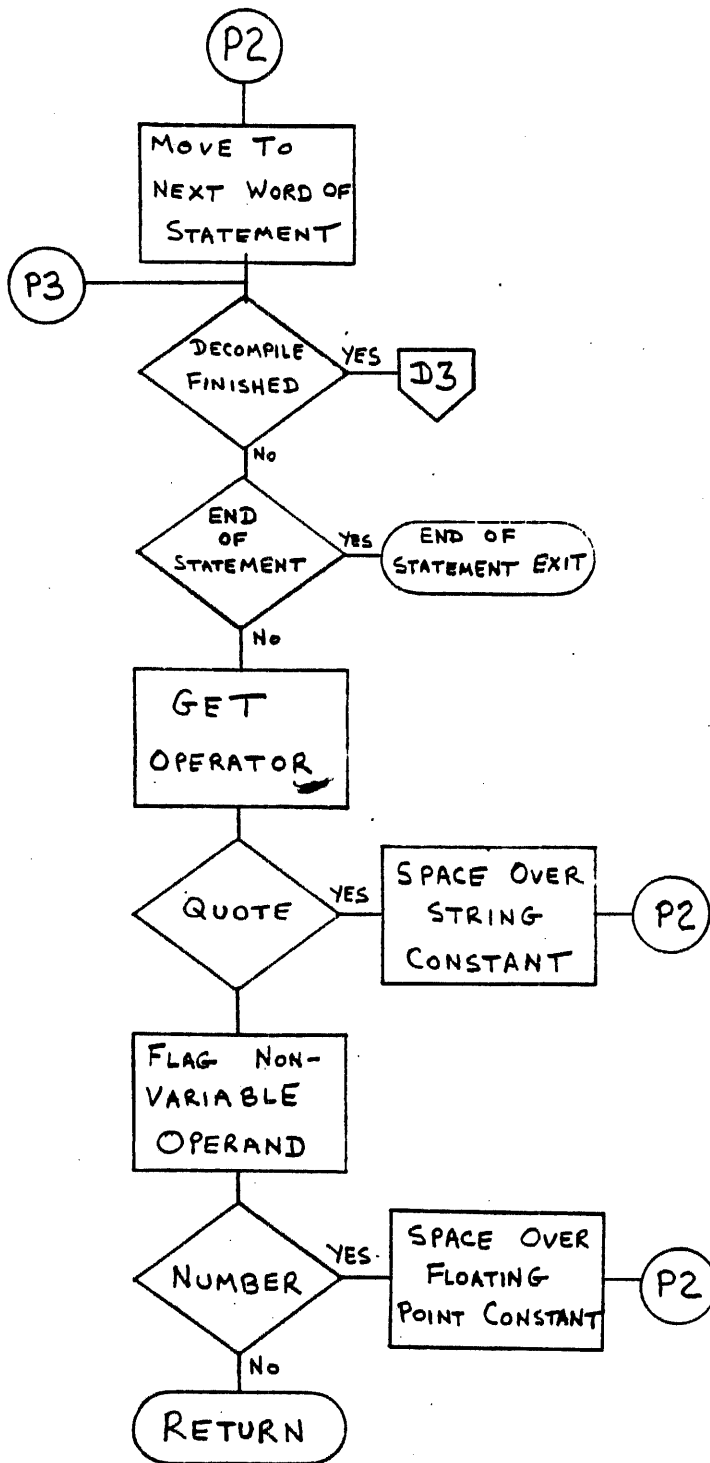 P2
MOVE TO
NEXT WORD OF
STATEMENT
P3
DECOMPILE
FINISHED
YES
D3
NO
END
OF
STATEMENT
YES
END OF
STATEMENT EXIT
NO
GET
OPERATOR
QUOTE
YES
SPACE OVER
STRING
CONSTANT
P2
FLAG NON-
VARIABLE
OPERAND
NUMBER
YES
SPACE OVER
FLOATING
POINT CONSTANT
P2
NO
RETURN